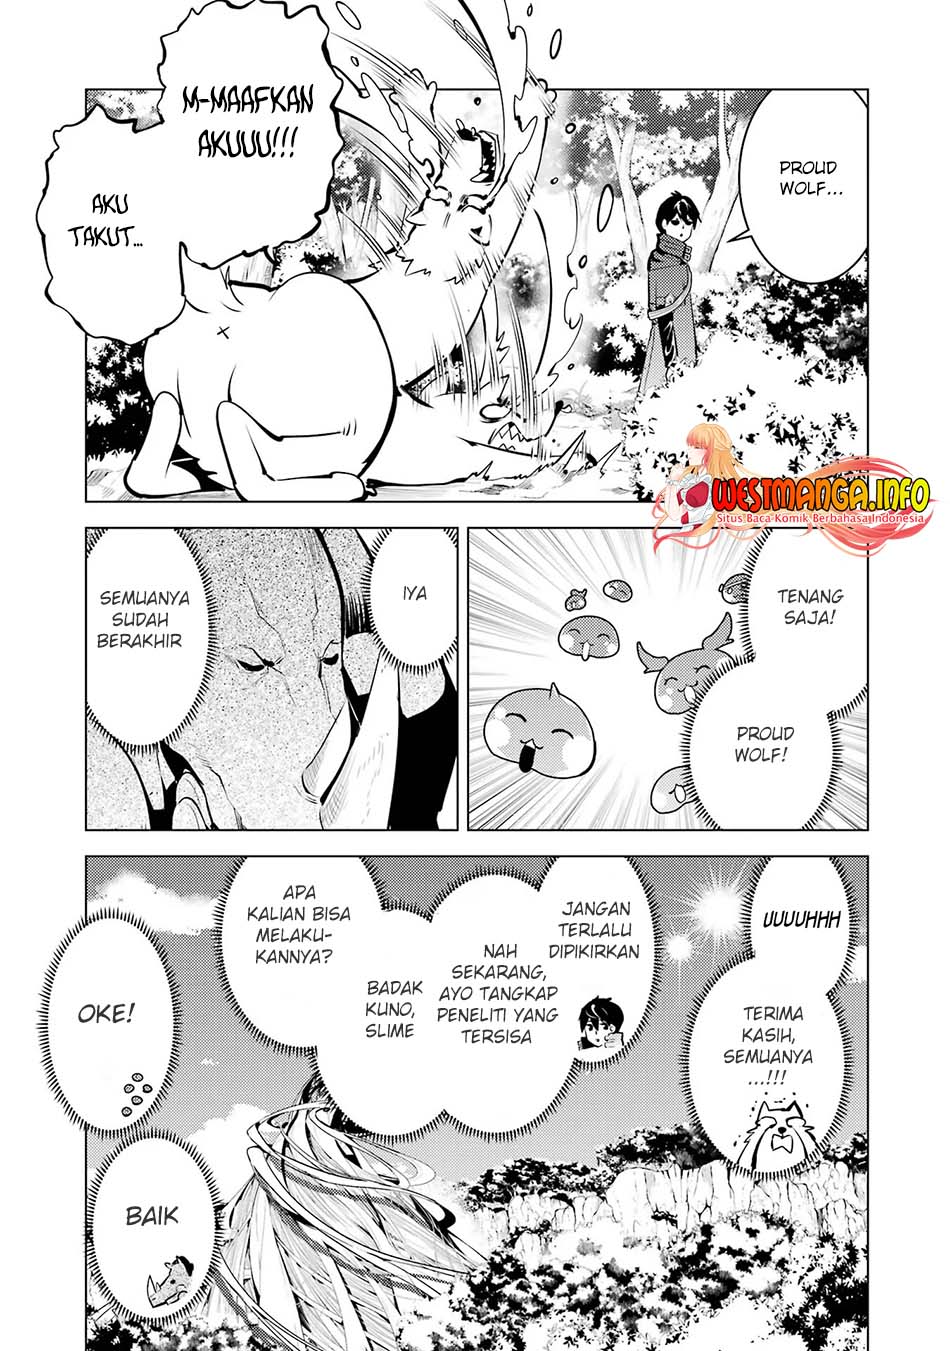 PROUD
WOLF...
M-MAAFKAN
AKUUU!!!
AKU
TAKUT...
WESTMANGA.INFO
Situs Baca Komik Berbahasa Indonesia
TENANG
SAJA!
PROUD
WOLF!
IYA
SEMUANYA
SUDAH
BERAKHIR
UUUUHHH
TERIMA
KASIH,
SEMUANYA
...!!!
JANGAN
TERLALU
DIPIKIRKAN
NAH
SEKARANG,
AYO TANGKAP
PENELITI YANG
TERSISA
BADAK
KUNO,
SLIME
APA
KALIAN BISA
MELAKU-
KANNYA?
OKE!
BAIK